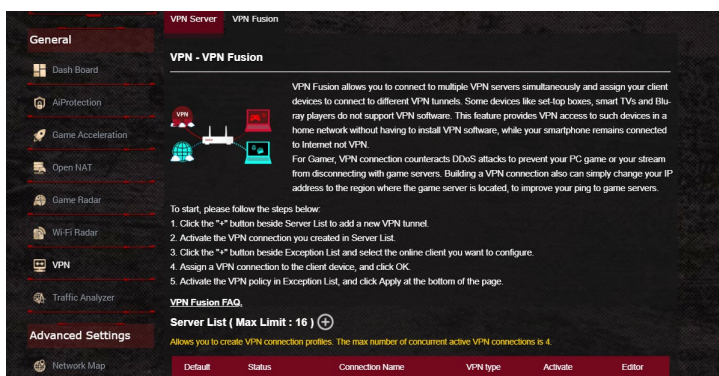 VPN Server VPN Fusion
General
VPN - VPN Fusion
Dash Board
VPN Fusion allows you to connect to multiple VPN servers simultaneously and assign your client
devices to connect to different VPN tunnels. Some devices like set-top boxes, smart TVs and Blu-
AiProtection
ray players do not support VPN software. This feature provides VPN access to such devices in a
VPN
home network without having to install VPN software, while your smartphone remains connected
Game Acceleration
to Internet not VPN.
For Gamer, VPN connection counteracts DDoS attacks to prevent your PC game or your stream
Open NAT
from disconnecting with game servers. Building a VPN connection also can simply change your IP
address to the region where the game server is located, to improve your ping to game servers.
Game Radar
To start, please follow the steps below:
1. Click the "+" button beside Server List to add a new VPN tunnel.
Wi-Fi Radar
2. Activate the VPN connection you created in Server List.
3. Click the "+" button beside Exception List and select the online client you want to configure.
VPN
4. Assign a VPN connection to the client device, and click OK.
5. Activate the VPN policy in Exception List, and click Apply at the bottom of the page.
Traffic Analyzer
VPN Fusion FAQ.
Server List ( Max Limit : 16 )
Advanced Settings
Allows you to create VPN connection profiles. The max number of concurrent active VPN connections is 4.
Network Map
Default Status Connection Name VPN type Activate Editor